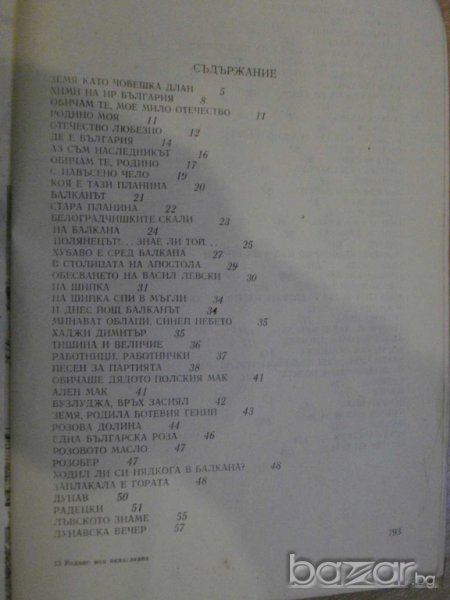 СЪДЪРЖАНИЕ
ЗЕМЯ КАТО ЧОВЕШКА ДЛАН 5
ХИМН НА НР БЪЛГАРИЯ 8
ОБИЧАМ ТЕ, МОЕ МИЛО ОТЕЧЕСТВО 11
РОДИНО МОЯ 11
ОТЕЧЕСТВО ЛЮБЕЗНО 12
ДЕ Е БЪЛГАРИЯ 14
АЗ СЪМ НАСЛЕДНИКЪТ 16
ОБИЧАМ ТЕ, РОДИНО 17
С НАВЪСЕНО ЧЕЛО 19
КОЯ Е ТАЗИ ПЛАНИНА 20
БАЛКАНЪТ 21
СТАРА ПЛАНИНА 22
БЕЛОГРАДЧИШКИТЕ СКАЛИ 23
НА БАЛКАНА 24
ПОЛЯНЕЦЪТ!.. ЗНАЕ ЛИ ТОЙ... 25
ХУБАВО Е СРЕД БАЛКАНА 27
В СТОЛИЦАТА НА АПОСТОЛА 29
ОБЕСВАНЕТО НА ВАСИЛ ЛЕВСКИ 30
НА ШИПКА 31
НА ШИПКА СПИ В МЪГЛИ 34
И ДНЕС ЙОЩ БАЛКАНЪТ 34
МИНАВАТ ОБЛАЦИ, СИНЕЙ НЕБЕТО 35
ХАДЖИ ДИМИТЪР 35
ТИШИНА И ВЕЛИЧИЕ 36
РАБОТНИЦИ, РАБОТНИЧКИ 37
ПЕСЕН ЗА ПАРТИЯТА 38
ОБИЧАШЕ ДЯДОТО ПОЛСКИЯ МАК 41
АЛЕН МАК 41
БУЗЛУДЖА, ВРЪХ ЗАСИЯЛ 42
ЗЕМЯ, РОДИЛА БОТЕВИЯ ГЕНИЙ 43
РОЗОВА ДОЛИНА 44
ЕДНА БЪЛГАРСКА РОЗА 46
РОЗОВОТО МАСЛО 47
РОЗОБЕР 47
ХОДИЛ ЛИ СИ НЯКОГА В БАЛКАНА? 48
ЗАПЛАКАЛА Е ГОРАТА 48
ДУНАВ 50
РАДЕЦКИ 51
ЛЪВСКОТО ЗНАМЕ 55
ДУНАВСКА ВЕЧЕР 57
193
13 Родино моя ненагледна
bazar.bg